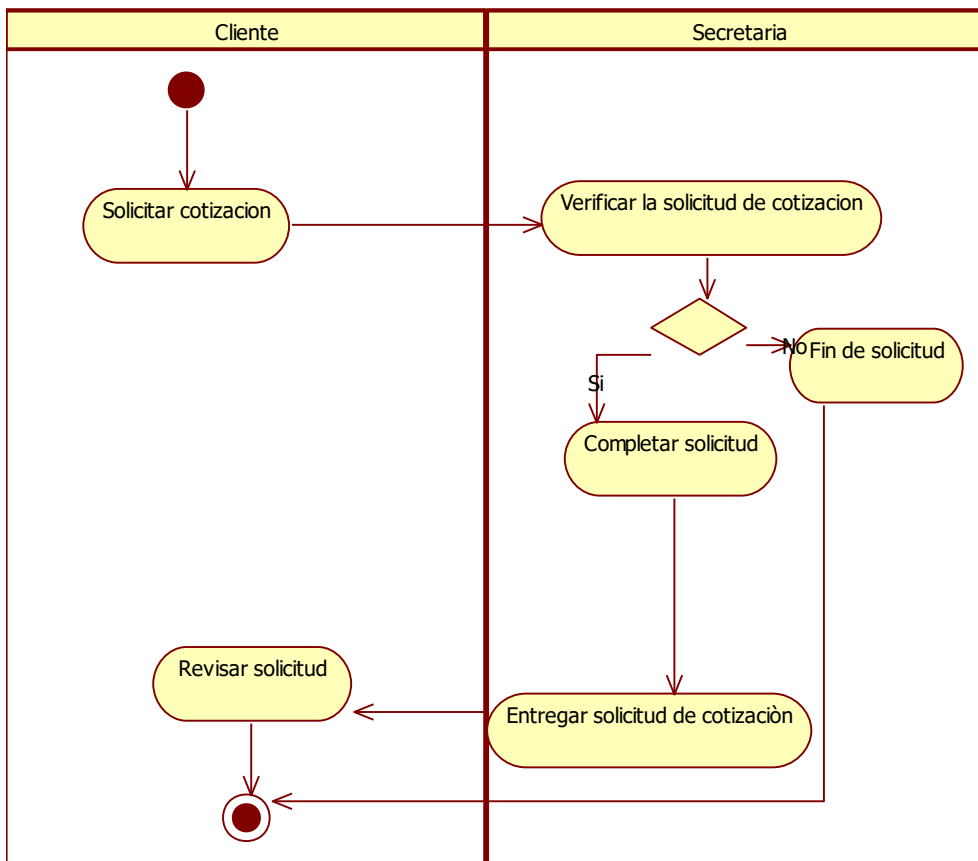 Cliente
Secretaria
Solicitar cotizacion
Verificar la solicitud de cotizacion
No
Fin de solicitud
Si
Completar solicitud
Revisar solicitud
Entregar solicitud de cotizaciòn